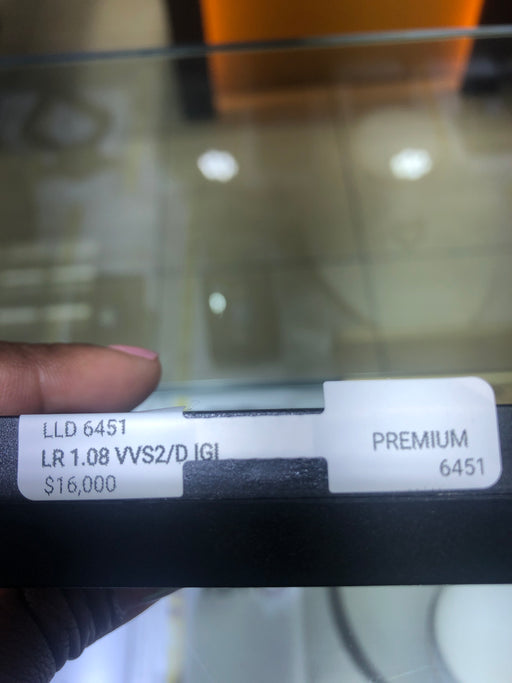 LLD 6451
LR 1.08 VVS2/D IGI
$16,000
PREMIUM
6451